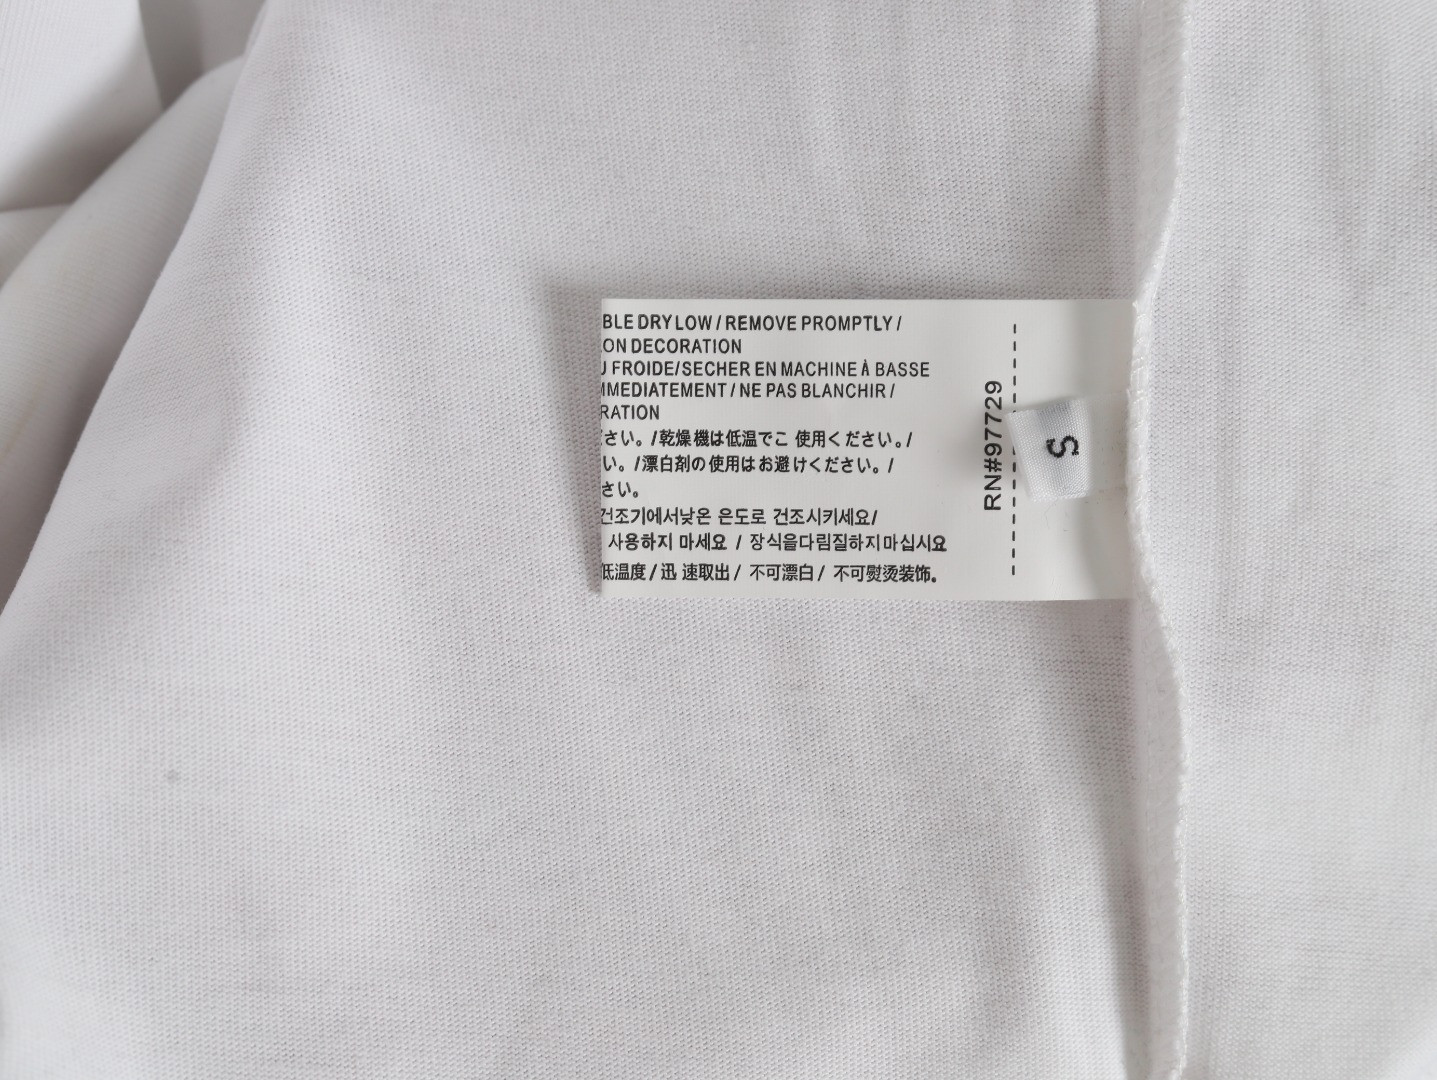 BLE DRY LOW / REMOVE PROMPTLY /
ON DECORATION
U FROIDE/SECHER EN MACHINE À BASSE
MMEDIATEMENT / NE PAS BLANCHIR /
RATION
ださい。/乾燥機は低温でご 使用ください。/
い。/漂白剤の使用はお避けください。/
さい。
건조기에서낮온 은도로 건조시키세요/
사용하지 마세요 / 장식을다림질하지마십시요
低温度 / 迅 速取出 / 不可漂白 / 不可熨烫装饰。
RN#97729
S